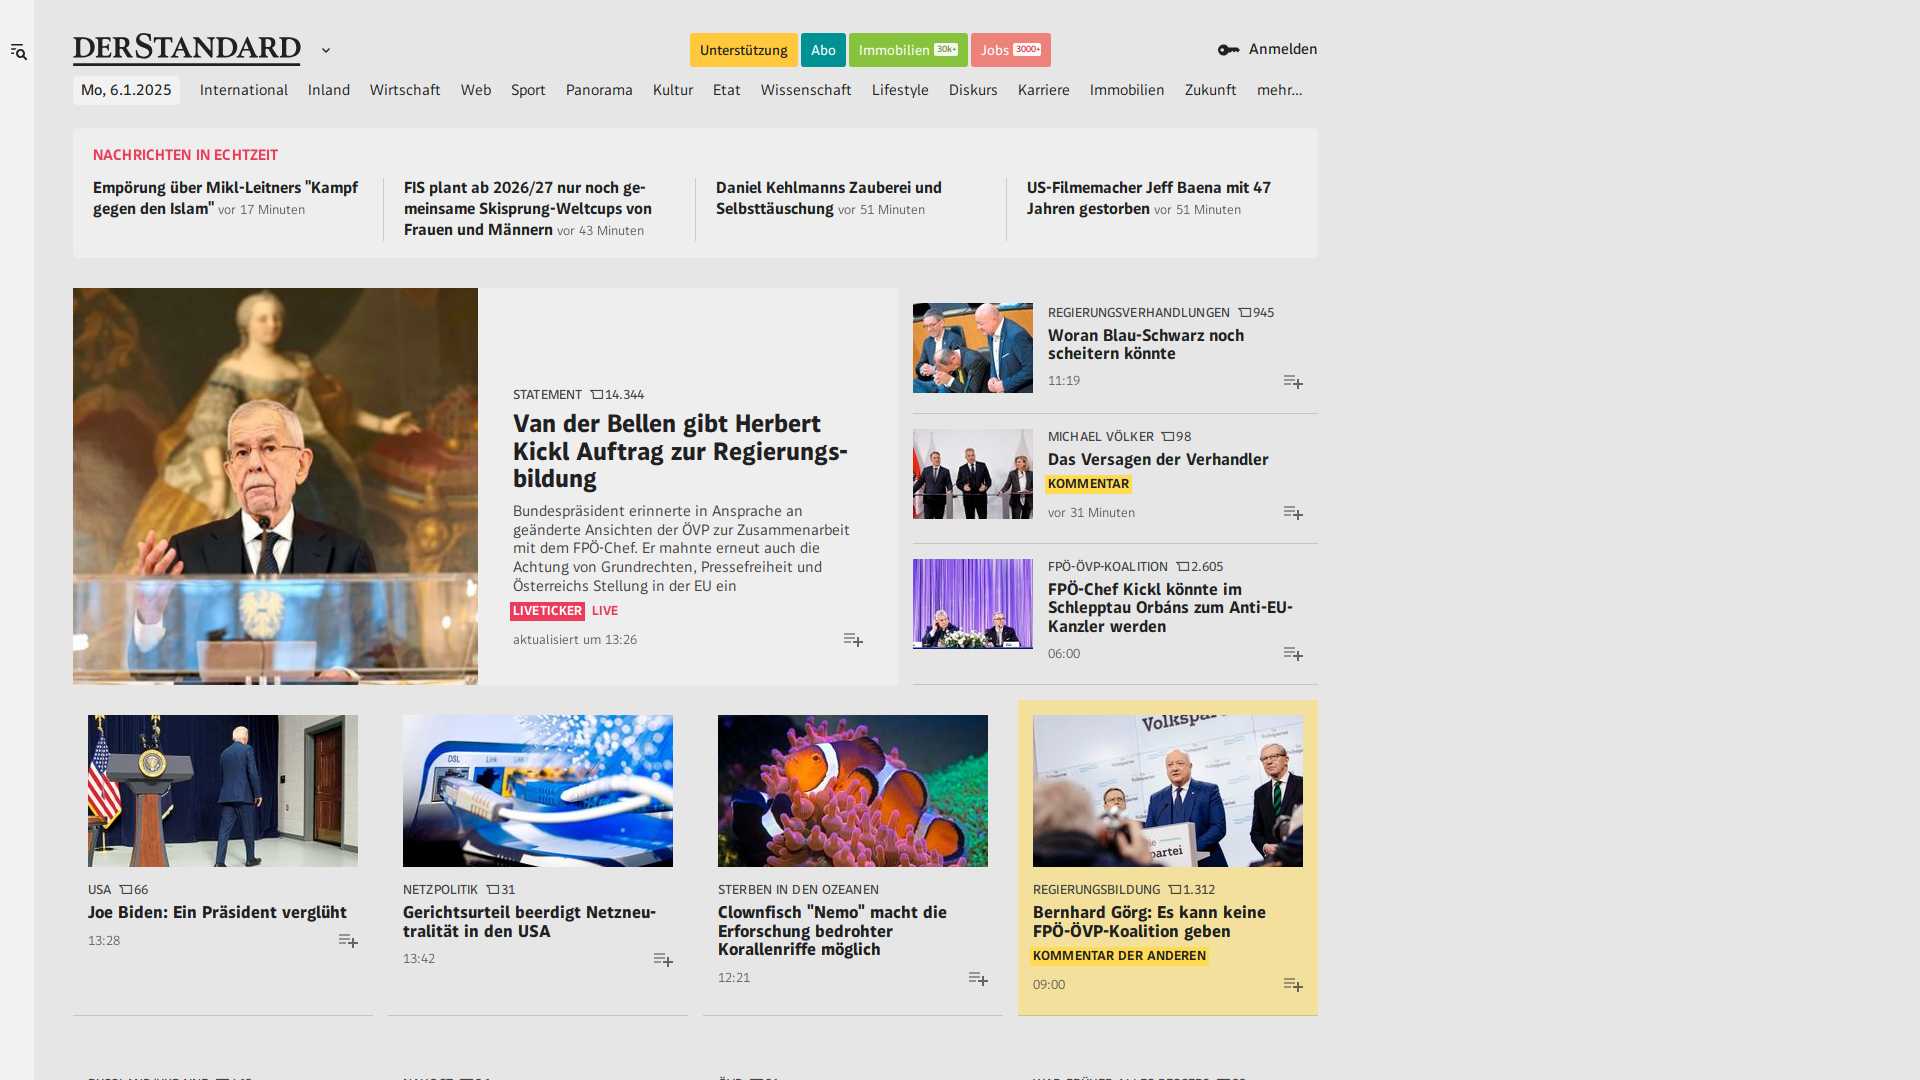 DERSTANDARD
Unterstützung Abo Immobilien 30k+ Jobs 3000+
Anmelden
Mo, 6.1.2025 International Inland Wirtschaft Web Sport Panorama Kultur Etat Wissenschaft Lifestyle Diskurs Karriere Immobilien Zukunft mehr...
NACHRICHTEN IN ECHTZEIT
Empörung über Mikl-Leitners "Kampf
gegen den Islam" vor 17 Minuten
FIS plant ab 2026/27 nur noch ge-
meinsame Skisprung-Weltcups von
Frauen und Männern vor 43 Minuten
Daniel Kehlmanns Zauberei und
Selbsttäuschung vor 51 Minuten
US-Filmemacher Jeff Baena mit 47
Jahren gestorben vor 51 Minuten
STATEMENT 14.344
Van der Bellen gibt Herbert
Kickl Auftrag zur Regierungs-
bildung
Bundespräsident erinnerte in Ansprache an
geänderte Ansichten der ÖVP zur Zusammenarbeit
mit dem FPÖ-Chef. Er mahnte erneut auch die
Achtung von Grundrechten, Pressefreiheit und
Österreichs Stellung in der EU ein
LIVETICKER LIVE
aktualisiert um 13:26
REGIERUNGSVERHANDLUNGEN 945
Woran Blau-Schwarz noch
scheitern könnte
11:19
MICHAEL VÖLKER 98
Das Versagen der Verhandler
KOMMENTAR
vor 31 Minuten
FPÖ-ÖVP-KOALITION 2.605
FPÖ-Chef Kickl könnte im
Schlepptau Orbáns zum Anti-EU-
Kanzler werden
06:00
USA 66
Joe Biden: Ein Präsident verglüht
13:28
DSL Link
NETZPOLITIK 31
Gerichtsurteil beerdigt Netzneu-
tralität in den USA
13:42
STERBEN IN DEN OZEANEN
Clownfisch "Nemo" macht die
Erforschung bedrohter
Korallenriffe möglich
12:21
REGIERUNGSBILDUNG 1.312
Bernhard Görg: Es kann keine
FPÖ-ÖVP-Koalition geben
KOMMENTAR DER ANDEREN
09:00